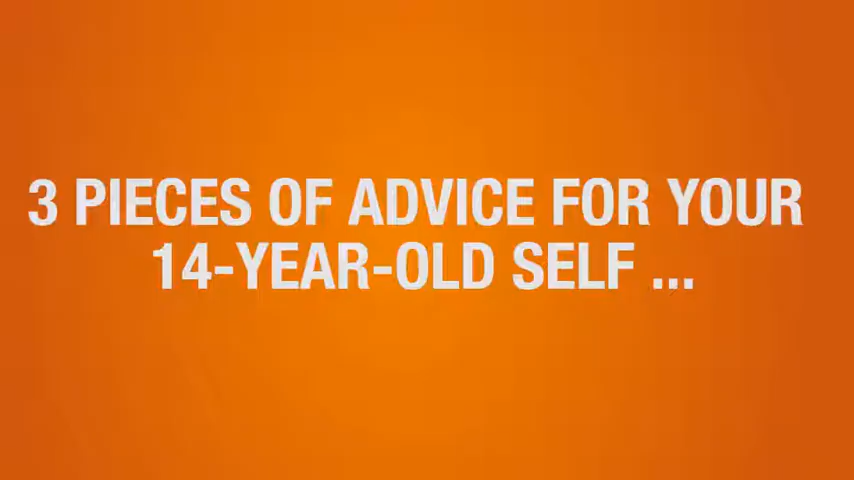 3 PIECES OF ADVICE FOR YOUR
14-YEAR-OLD SELF ...